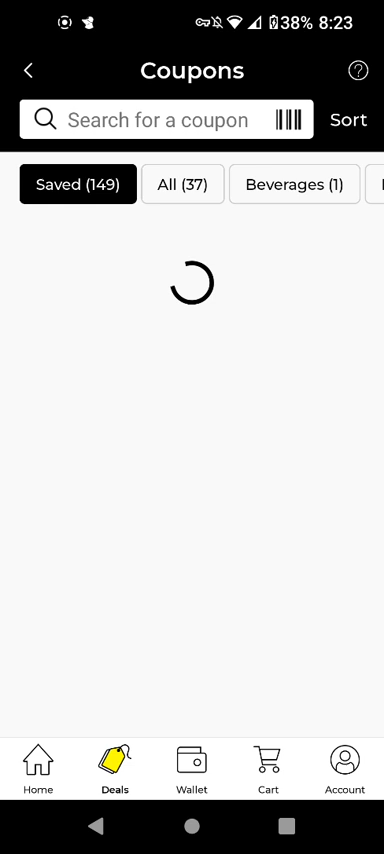 38% 8:23
Coupons
Search for a coupon
Sort
Saved (149)
All (37)
Beverages (1)
Home
Deals
Wallet
Cart
Account